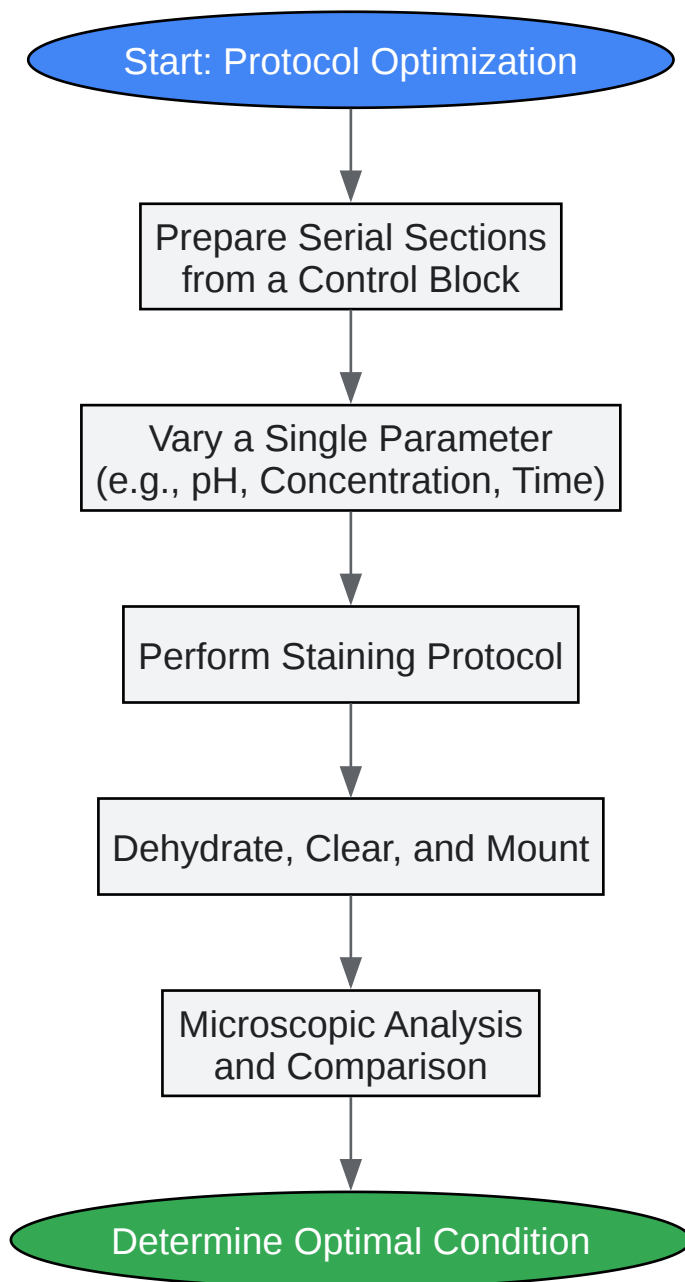 Start: Protocol Optimization
Prepare Serial Sections
from a Control Block
Vary a Single Parameter
(e.g., pH, Concentration, Time)
Perform Staining Protocol
Dehydrate, Clear, and Mount
Microscopic Analysis
and Comparison
Determine Optimal Condition